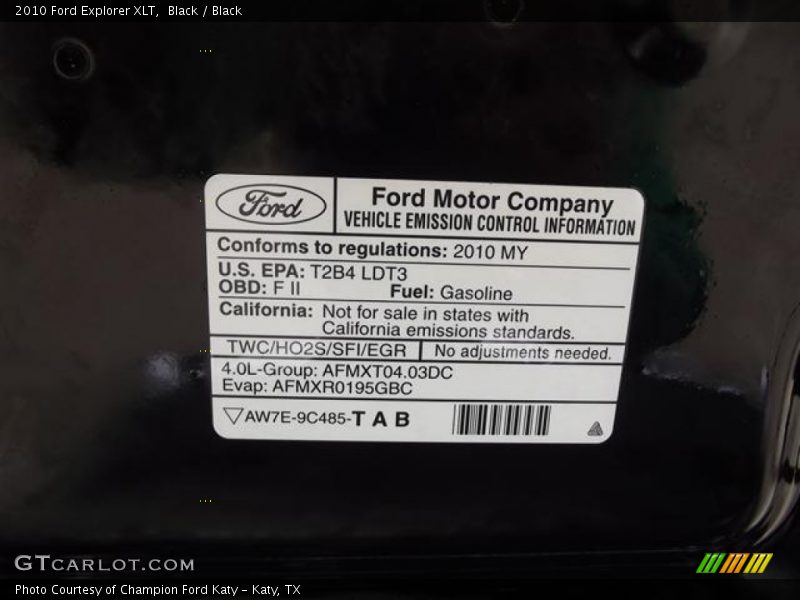 2010 Ford Explorer XLT,  Black / Black
Ford
Ford Motor Company
VEHICLE EMISSION CONTROL INFORMATION
Conforms to regulations: 2010 MY
U.S. EPA: T2B4 LDT3
OBD: F II Fuel: Gasoline
California: Not for sale in states with
California emissions standards.
TWC/HO2S/SFI/EGR No adjustments needed.
4.0L-Group: AFMXT04.03DC
Evap: AFMXR0195GBC
AW7E-9C485-T A B
GTCARLOT.COM
Photo Courtesy of Champion Ford Katy - Katy, TX